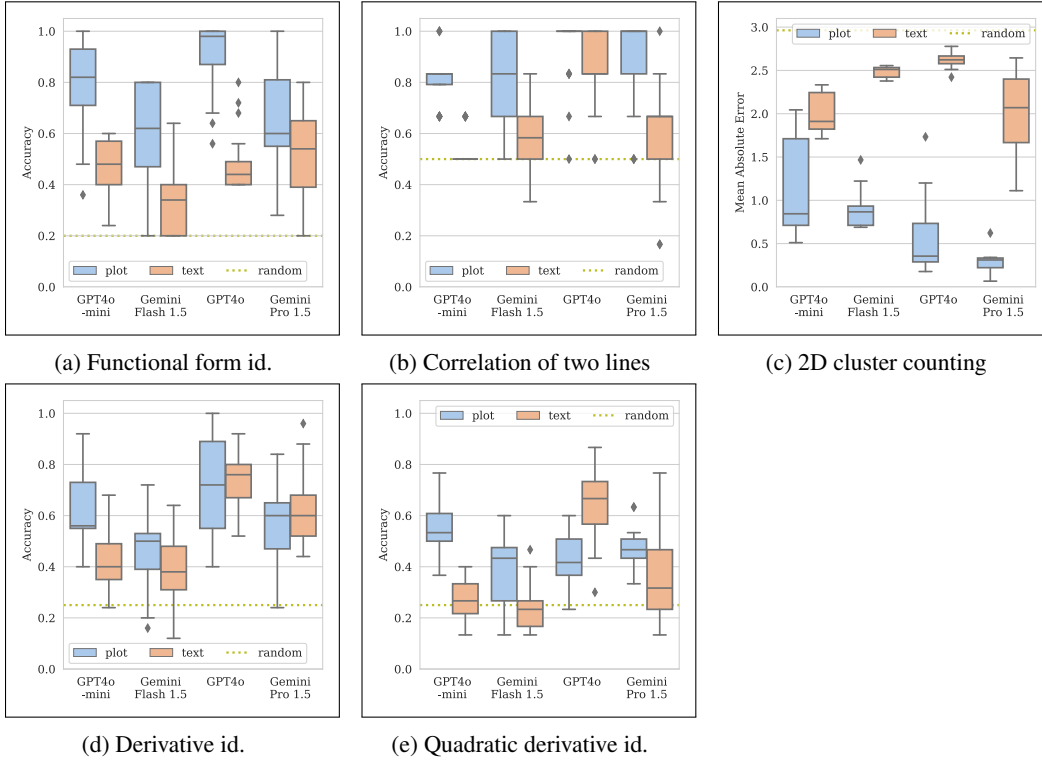 1.0
0.8
0.6
0.4
0.2
0.0
Accuracy
plot text random
GPT4o
-mini
Gemini
Flash 1.5
GPT4o
Gemini
Pro 1.5
(a) Functional form id.
1.0
0.8
0.6
0.4
0.2
0.0
Accuracy
plot text random
GPT4o
-mini
Gemini
Flash 1.5
GPT4o
Gemini
Pro 1.5
(b) Correlation of two lines
3.0
2.5
2.0
1.5
1.0
0.5
0.0
Mean Absolute Error
plot text random
GPT4o
-mini
Gemini
Flash 1.5
GPT4o
Gemini
Pro 1.5
(c) 2D cluster counting
1.0
0.8
0.6
0.4
0.2
0.0
Accuracy
plot text random
GPT4o
-mini
Gemini
Flash 1.5
GPT4o
Gemini
Pro 1.5
(d) Derivative id.
1.0
0.8
0.6
0.4
0.2
0.0
Accuracy
plot text random
GPT4o
-mini
Gemini
Flash 1.5
GPT4o
Gemini
Pro 1.5
(e) Quadratic derivative id.